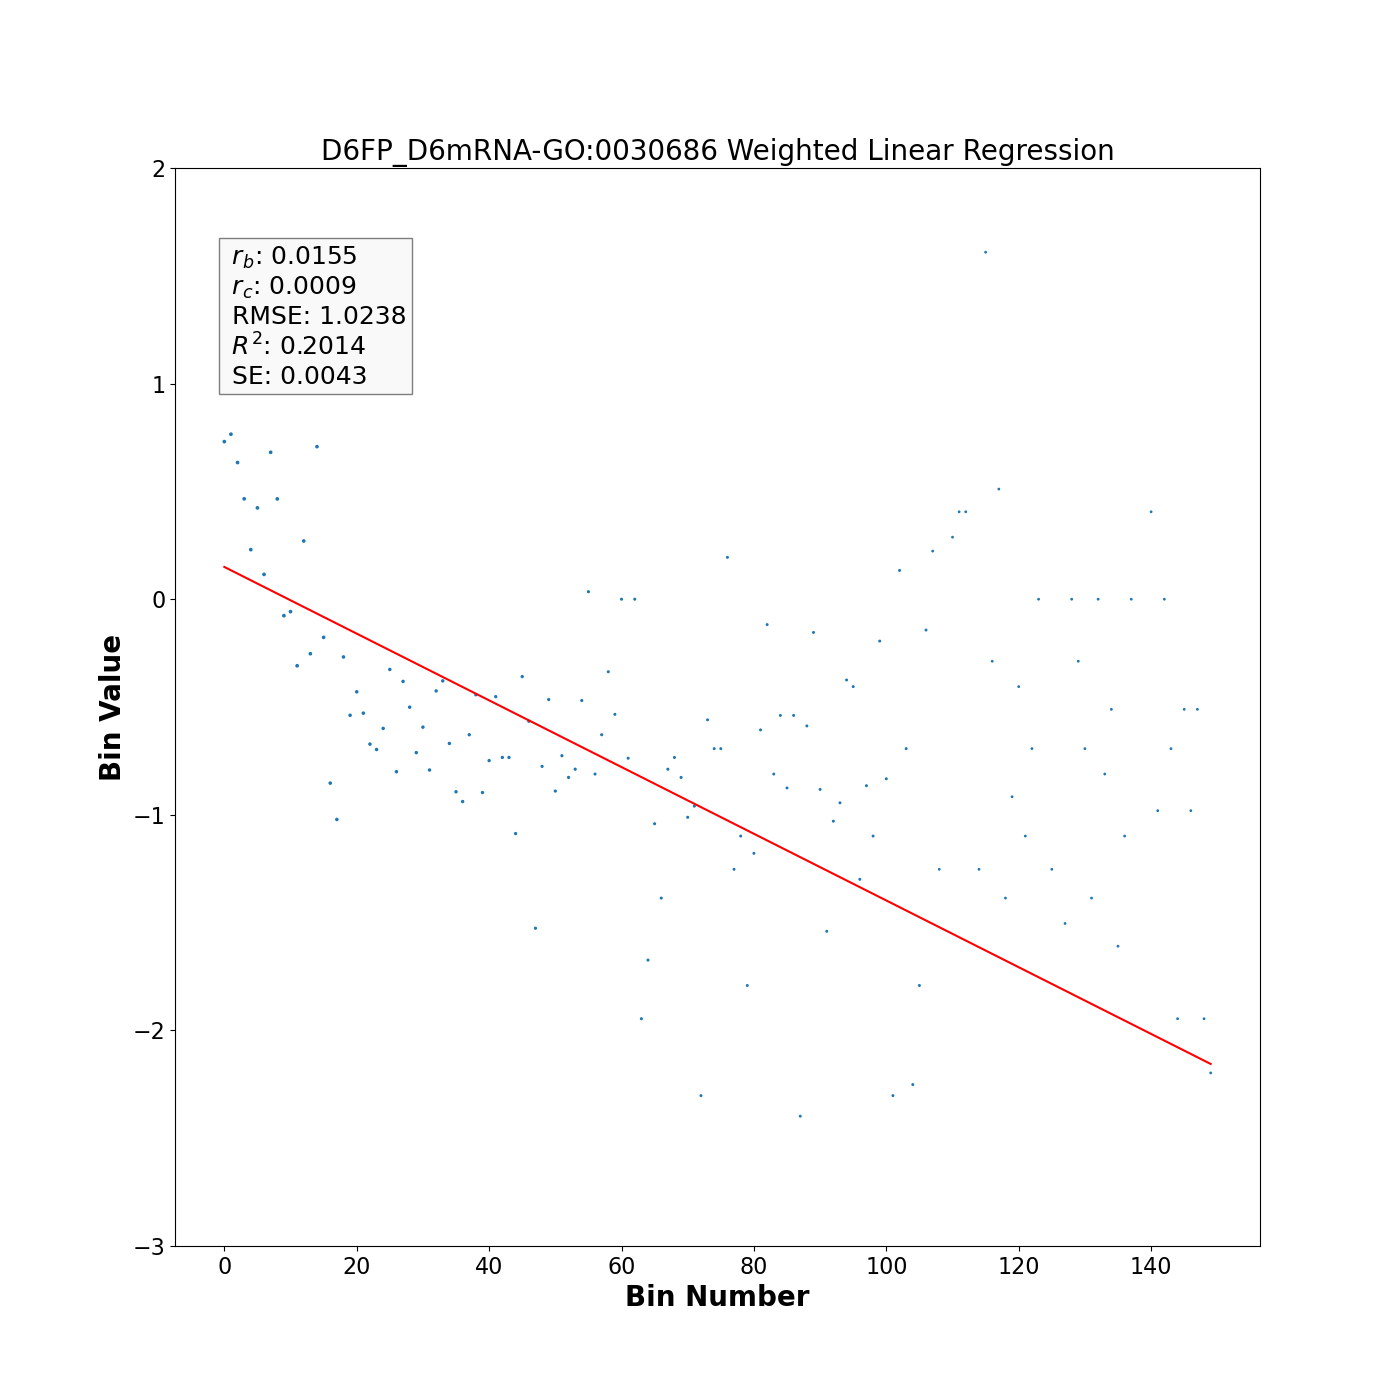 D6FP_D6mRNA-GO:0030686 Weighted Linear Regression
2
1
0
−1
−2
−3
r_b: 0.0155
r_c: 0.0009
RMSE: 1.0238
R²: 0.2014
SE: 0.0043
Bin Value
0 20 40 60 80 100 120 140
Bin Number